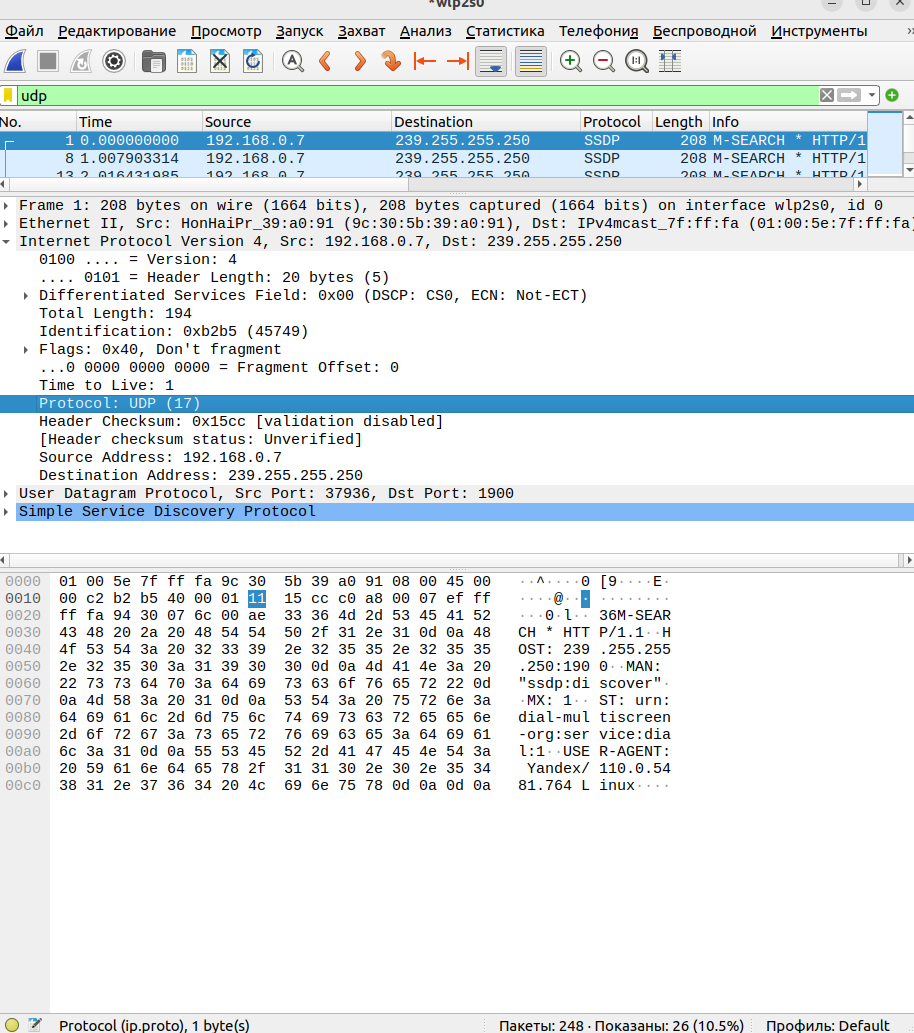 *wlp2s0
Файл Редактирование Просмотр Запуск Захват Анализ Статистика Телефония Беспроводной Инструменты »
udp
No. Time Source Destination Protocol Length Info
1 0.000000000 192.168.0.7 239.255.255.250 SSDP 208 M-SEARCH * HTTP/1
8 1.007903314 192.168.0.7 239.255.255.250 SSDP 208 M-SEARCH * HTTP/1
13 2.016431985 192.168.0.7 239.255.255.250 SSDP 208 M-SEARCH * HTTP/1
Frame 1: 208 bytes on wire (1664 bits), 208 bytes captured (1664 bits) on interface wlp2s0, id 0
Ethernet II, Src: HonHaiPr_39:a0:91 (9c:30:5b:39:a0:91), Dst: IPv4mcast_7f:ff:fa (01:00:5e:7f:ff:fa)
Internet Protocol Version 4, Src: 192.168.0.7, Dst: 239.255.255.250
0100 .... = Version: 4
.... 0101 = Header Length: 20 bytes (5)
Differentiated Services Field: 0x00 (DSCP: CS0, ECN: Not-ECT)
Total Length: 194
Identification: 0xb2b5 (45749)
Flags: 0x40, Don't fragment
...0 0000 0000 0000 = Fragment Offset: 0
Time to Live: 1
Protocol: UDP (17)
Header Checksum: 0x15cc [validation disabled]
[Header checksum status: Unverified]
Source Address: 192.168.0.7
Destination Address: 239.255.255.250
User Datagram Protocol, Src Port: 37936, Dst Port: 1900
Simple Service Discovery Protocol
0000 01 00 5e 7f ff fa 9c 30 5b 39 a0 91 08 00 45 00 ··^····0 [9····E·
0010 00 c2 b2 b5 40 00 01 11 15 cc c0 a8 00 07 ef ff ····@··· ········
0020 ff fa 94 30 07 6c 00 ae 33 36 4d 2d 53 45 41 52 ···0·l·· 36M-SEAR
0030 43 48 20 2a 20 48 54 54 50 2f 31 2e 31 0d 0a 48 CH * HTT P/1.1··H
0040 4f 53 54 3a 20 32 33 39 2e 32 35 35 2e 32 35 35 OST: 239 .255.255
0050 2e 32 35 30 3a 31 39 30 30 0d 0a 4d 41 4e 3a 20 .250:190 0··MAN:
0060 22 73 73 64 70 3a 64 69 73 63 6f 76 65 72 22 0d "ssdp:di scover"·
0070 0a 4d 58 3a 20 31 0d 0a 53 54 3a 20 75 72 6e 3a ·MX: 1·· ST: urn:
0080 64 69 61 6c 2d 6d 75 6c 74 69 73 63 72 65 65 6e dial-mul tiscreen
0090 2d 6f 72 67 3a 73 65 72 76 69 63 65 3a 64 69 61 -org:ser vice:dia
00a0 6c 3a 31 0d 0a 55 53 45 52 2d 41 47 45 4e 54 3a l:1··USE R-AGENT:
00b0 20 59 61 6e 64 65 78 2f 31 31 30 2e 30 2e 35 34 Yandex/ 110.0.54
00c0 38 31 2e 37 36 34 20 4c 69 6e 75 78 0d 0a 0d 0a 81.764 L inux····
Protocol (ip.proto), 1 byte(s) Пакеты: 248 · Показаны: 26 (10.5%) Профиль: Default